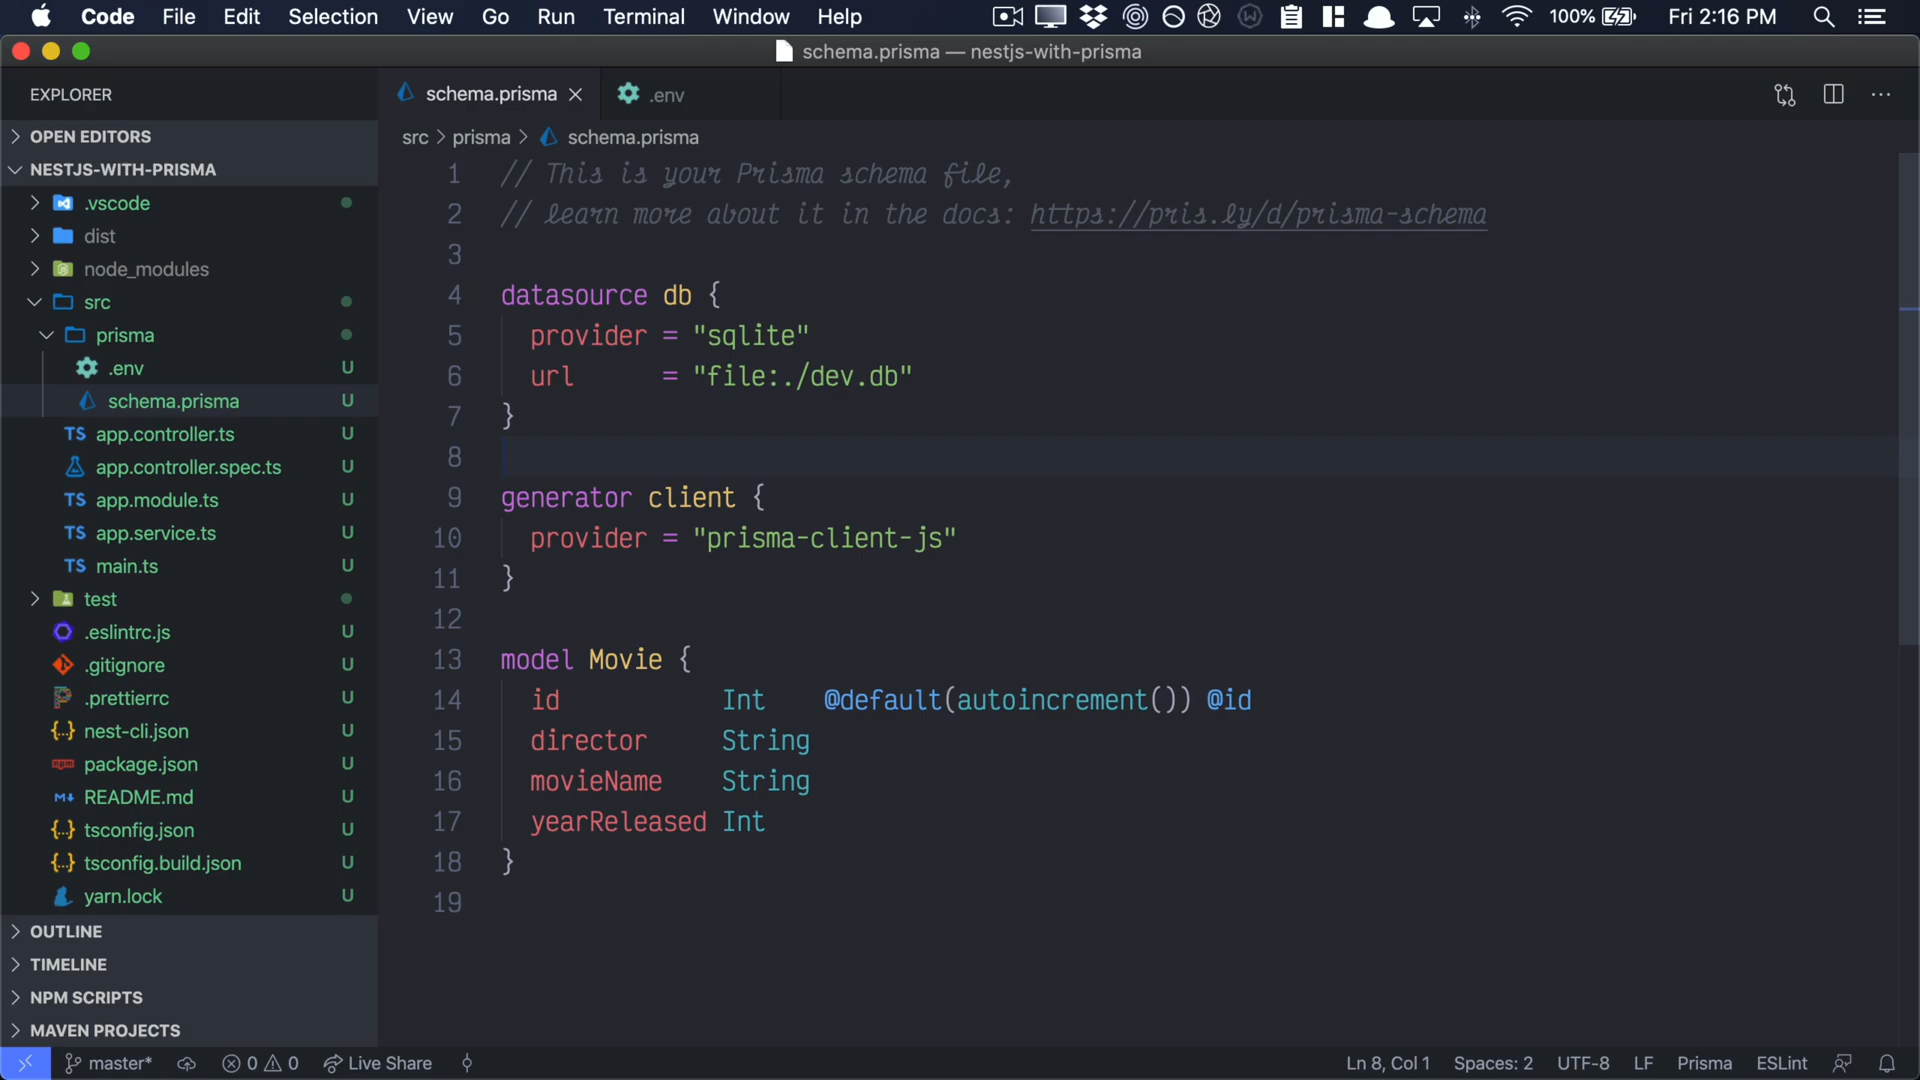 Code File Edit Selection View Go Run Terminal Window Help 100% Fri 2:16 PM
schema.prisma — nestjs-with-prisma
EXPLORER
OPEN EDITORS
NESTJS-WITH-PRISMA
.vscode
dist
node_modules
src
prisma
.env U
schema.prisma U
TS app.controller.ts U
app.controller.spec.ts U
TS app.module.ts U
TS app.service.ts U
TS main.ts U
test
.eslintrc.js U
.gitignore U
.prettierrc U
{..} nest-cli.json U
npm package.json U
M↓ README.md U
{..} tsconfig.json U
{..} tsconfig.build.json U
yarn.lock U
OUTLINE
TIMELINE
NPM SCRIPTS
MAVEN PROJECTS
schema.prisma .env
src > prisma > schema.prisma
1 // This is your Prisma schema file,
2 // learn more about it in the docs: https://pris.ly/d/prisma-schema
3
4 datasource db {
5 provider = "sqlite"
6 url = "file:./dev.db"
7 }
8
9 generator client {
10 provider = "prisma-client-js"
11 }
12
13 model Movie {
14 id Int @default(autoincrement()) @id
15 director String
16 movieName String
17 yearReleased Int
18 }
19
master* 0 0 Live Share Ln 8, Col 1 Spaces: 2 UTF-8 LF Prisma ESLint